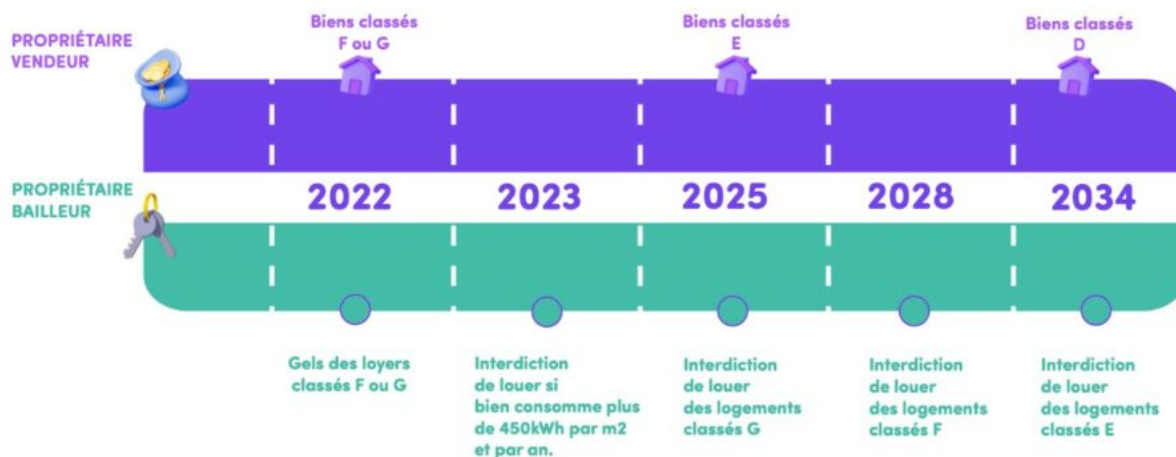 PROPRIÉTAIRE
VENDEUR
Biens classés
F ou G
Biens classés
E
Biens classés
D
PROPRIÉTAIRE
BAILLEUR
2022
2023
2025
2028
2034
Gels des loyers
classés F ou G
Interdiction
de louer si
bien consomme plus
de 450kWh par m2
et par an.
Interdiction
de louer
des logements
classés G
Interdiction
de louer
des logements
classés F
Interdiction
de louer
des logements
classés E